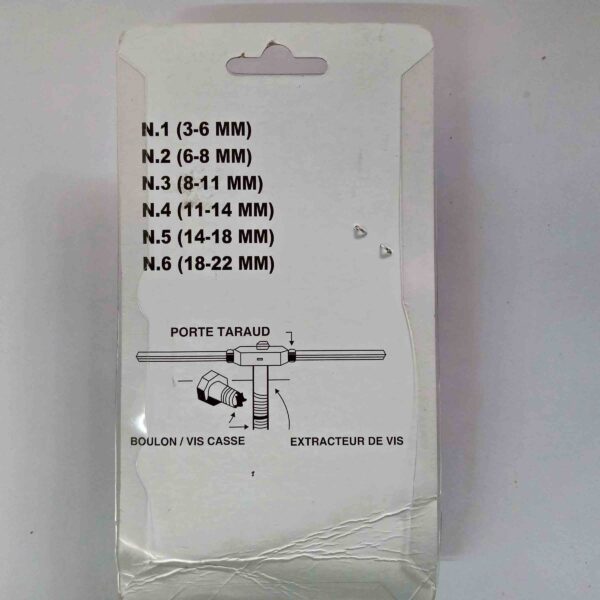 N.1 (3-6 MM)
N.2 (6-8 MM)
N.3 (8-11 MM)
N.4 (11-14 MM)
N.5 (14-18 MM)
N.6 (18-22 MM)
PORTE TARAUD
BOULON / VIS CASSE
EXTRACTEUR DE VIS